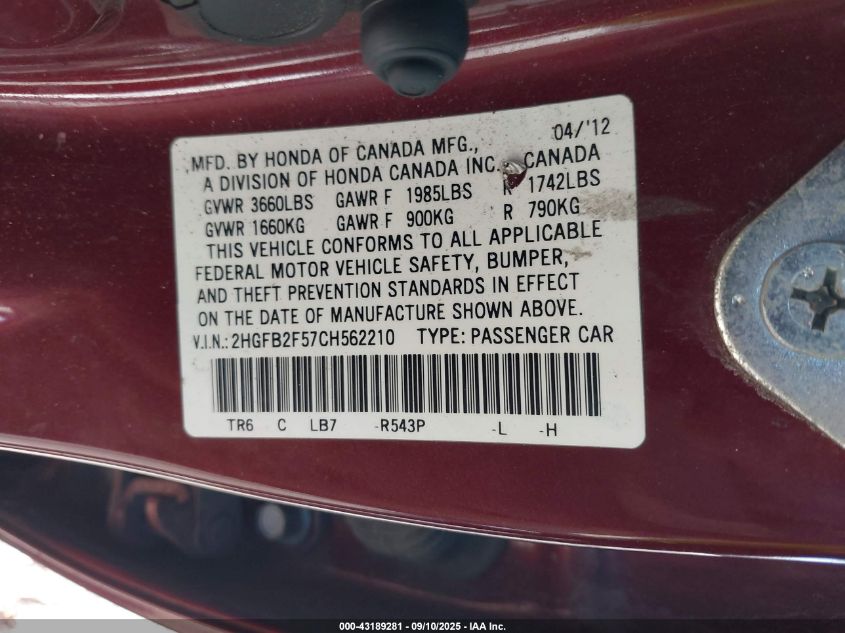 MFD. BY HONDA OF CANADA MFG., 04/'12
A DIVISION OF HONDA CANADA INC., CANADA
GVWR 3660LBS GAWR F 1985LBS R 1742LBS
GVWR 1660KG GAWR F 900KG R 790KG
THIS VEHICLE CONFORMS TO ALL APPLICABLE
FEDERAL MOTOR VEHICLE SAFETY, BUMPER,
AND THEFT PREVENTION STANDARDS IN EFFECT
ON THE DATE OF MANUFACTURE SHOWN ABOVE.
V.I.N.: 2HGFB2F57CH562210 TYPE: PASSENGER CAR
TR6 C LB7 -R543P -L -H
000-43189281 - 09/10/2025 - IAA Inc.